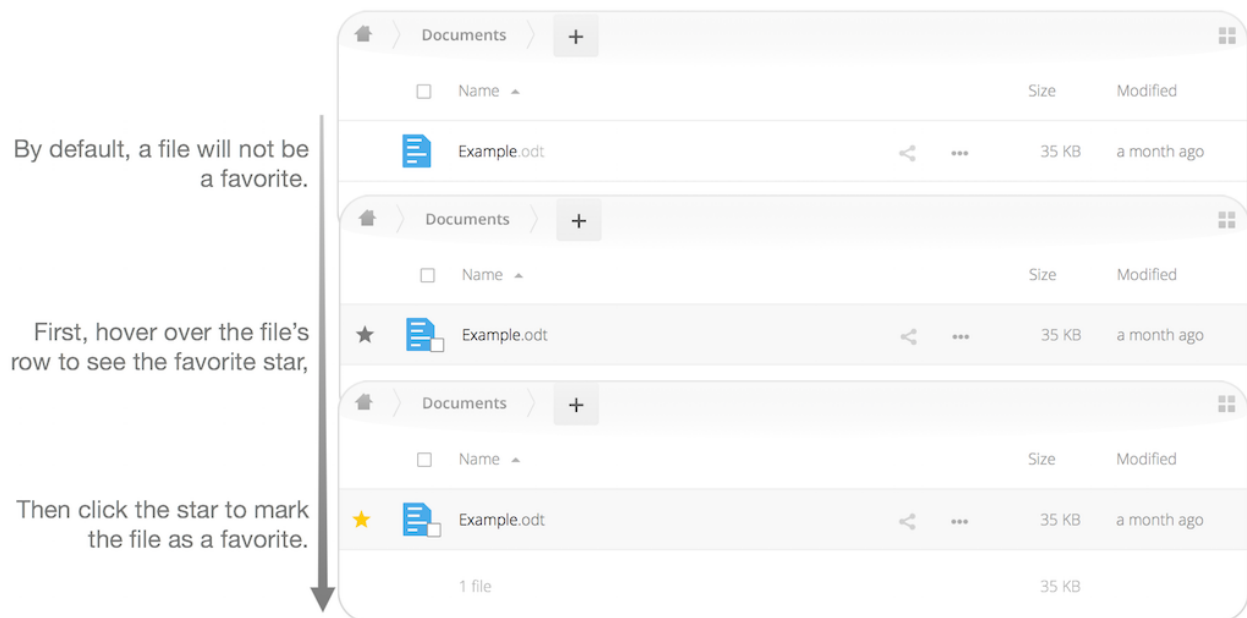 Documents +
Name Size Modified
By default, a file will not be
a favorite.
Example.odt ••• 35 KB a month ago
Documents +
Name Size Modified
First, hover over the file's
row to see the favorite star,
Example.odt ••• 35 KB a month ago
Documents +
Name Size Modified
Then click the star to mark
the file as a favorite.
Example.odt ••• 35 KB a month ago
1 file 35 KB